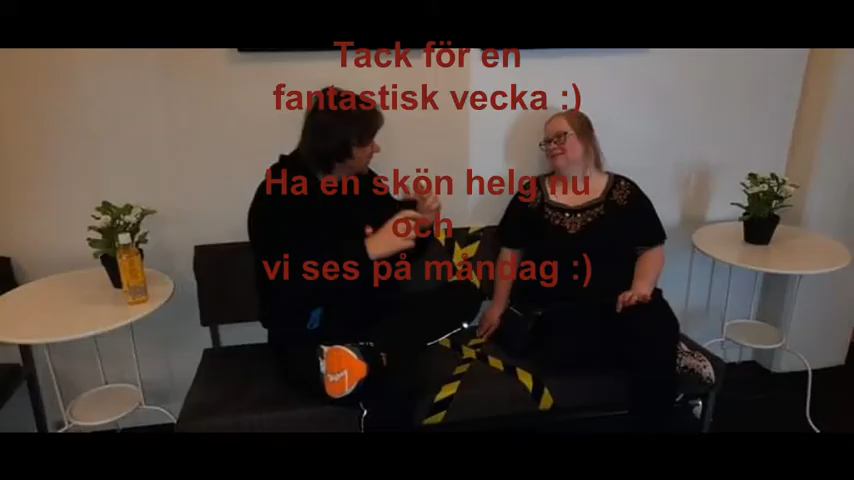 Tack för en
fantastisk vecka :)
Ha en skön helg nu
och
vi ses på måndag :)